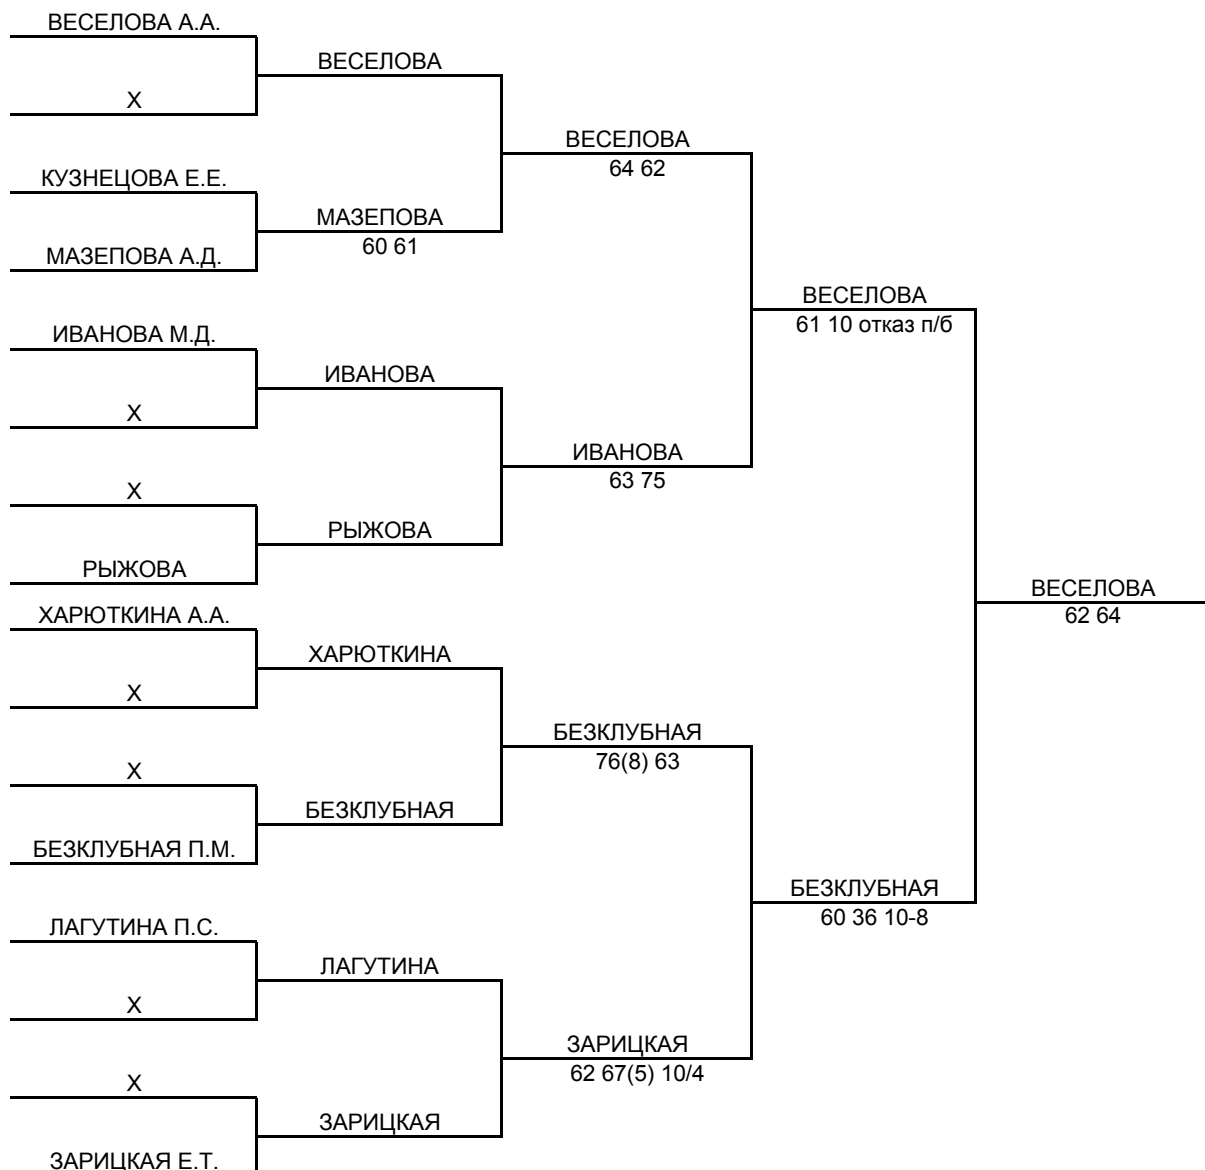 ВЕСЕЛОВА А.А.
ВЕСЕЛОВА
Х
ВЕСЕЛОВА
64 62
КУЗНЕЦОВА Е.Е.
МАЗЕПОВА
60 61
МАЗЕПОВА А.Д.
ВЕСЕЛОВА
61 10 отказ п/б
ИВАНОВА М.Д.
ИВАНОВА
Х
ИВАНОВА
63 75
Х
РЫЖОВА
РЫЖОВА
ВЕСЕЛОВА
62 64
ХАРЮТКИНА А.А.
ХАРЮТКИНА
Х
БЕЗКЛУБНАЯ
76(8) 63
Х
БЕЗКЛУБНАЯ
БЕЗКЛУБНАЯ П.М.
БЕЗКЛУБНАЯ
60 36 10-8
ЛАГУТИНА П.С.
ЛАГУТИНА
Х
ЗАРИЦКАЯ
62 67(5) 10/4
Х
ЗАРИЦКАЯ
ЗАРИЦКАЯ Е.Т.